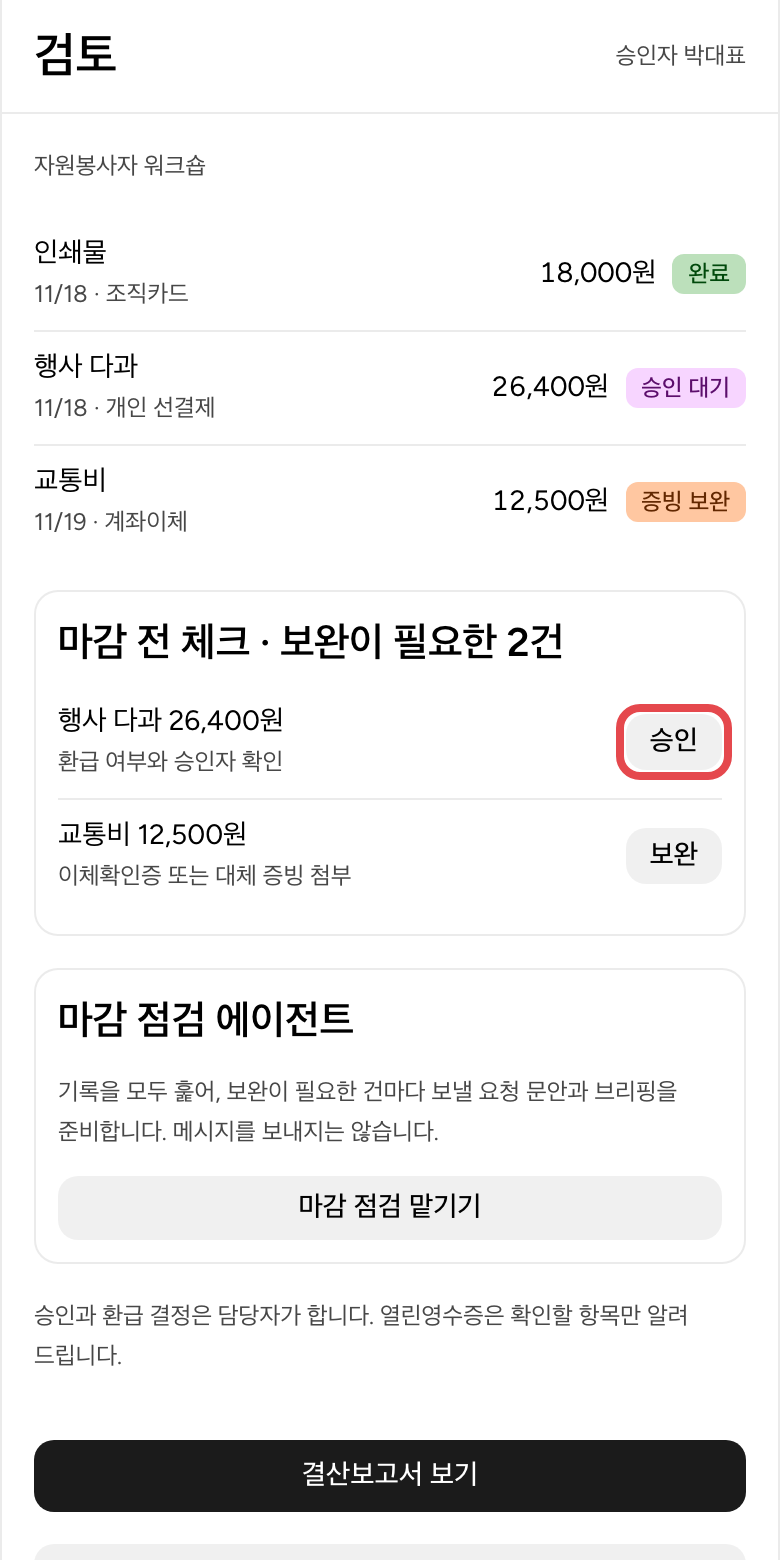 검토
승인자 박대표
자원봉사자 워크숍
인쇄물
11/18 · 조직카드
18,000원
완료
행사 다과
11/18 · 개인 선결제
26,400원
승인 대기
교통비
11/19 · 계좌이체
12,500원
증빙 보완
마감 전 체크 · 보완이 필요한 2건
행사 다과 26,400원
환급 여부와 승인자 확인
승인
교통비 12,500원
이체확인증 또는 대체 증빙 첨부
보완
마감 점검 에이전트
기록을 모두 훑어, 보완이 필요한 건마다 보낼 요청 문안과 브리핑을
준비합니다. 메시지를 보내지는 않습니다.
마감 점검 맡기기
승인과 환급 결정은 담당자가 합니다. 열린영수증은 확인할 항목만 알려
드립니다.
결산보고서 보기